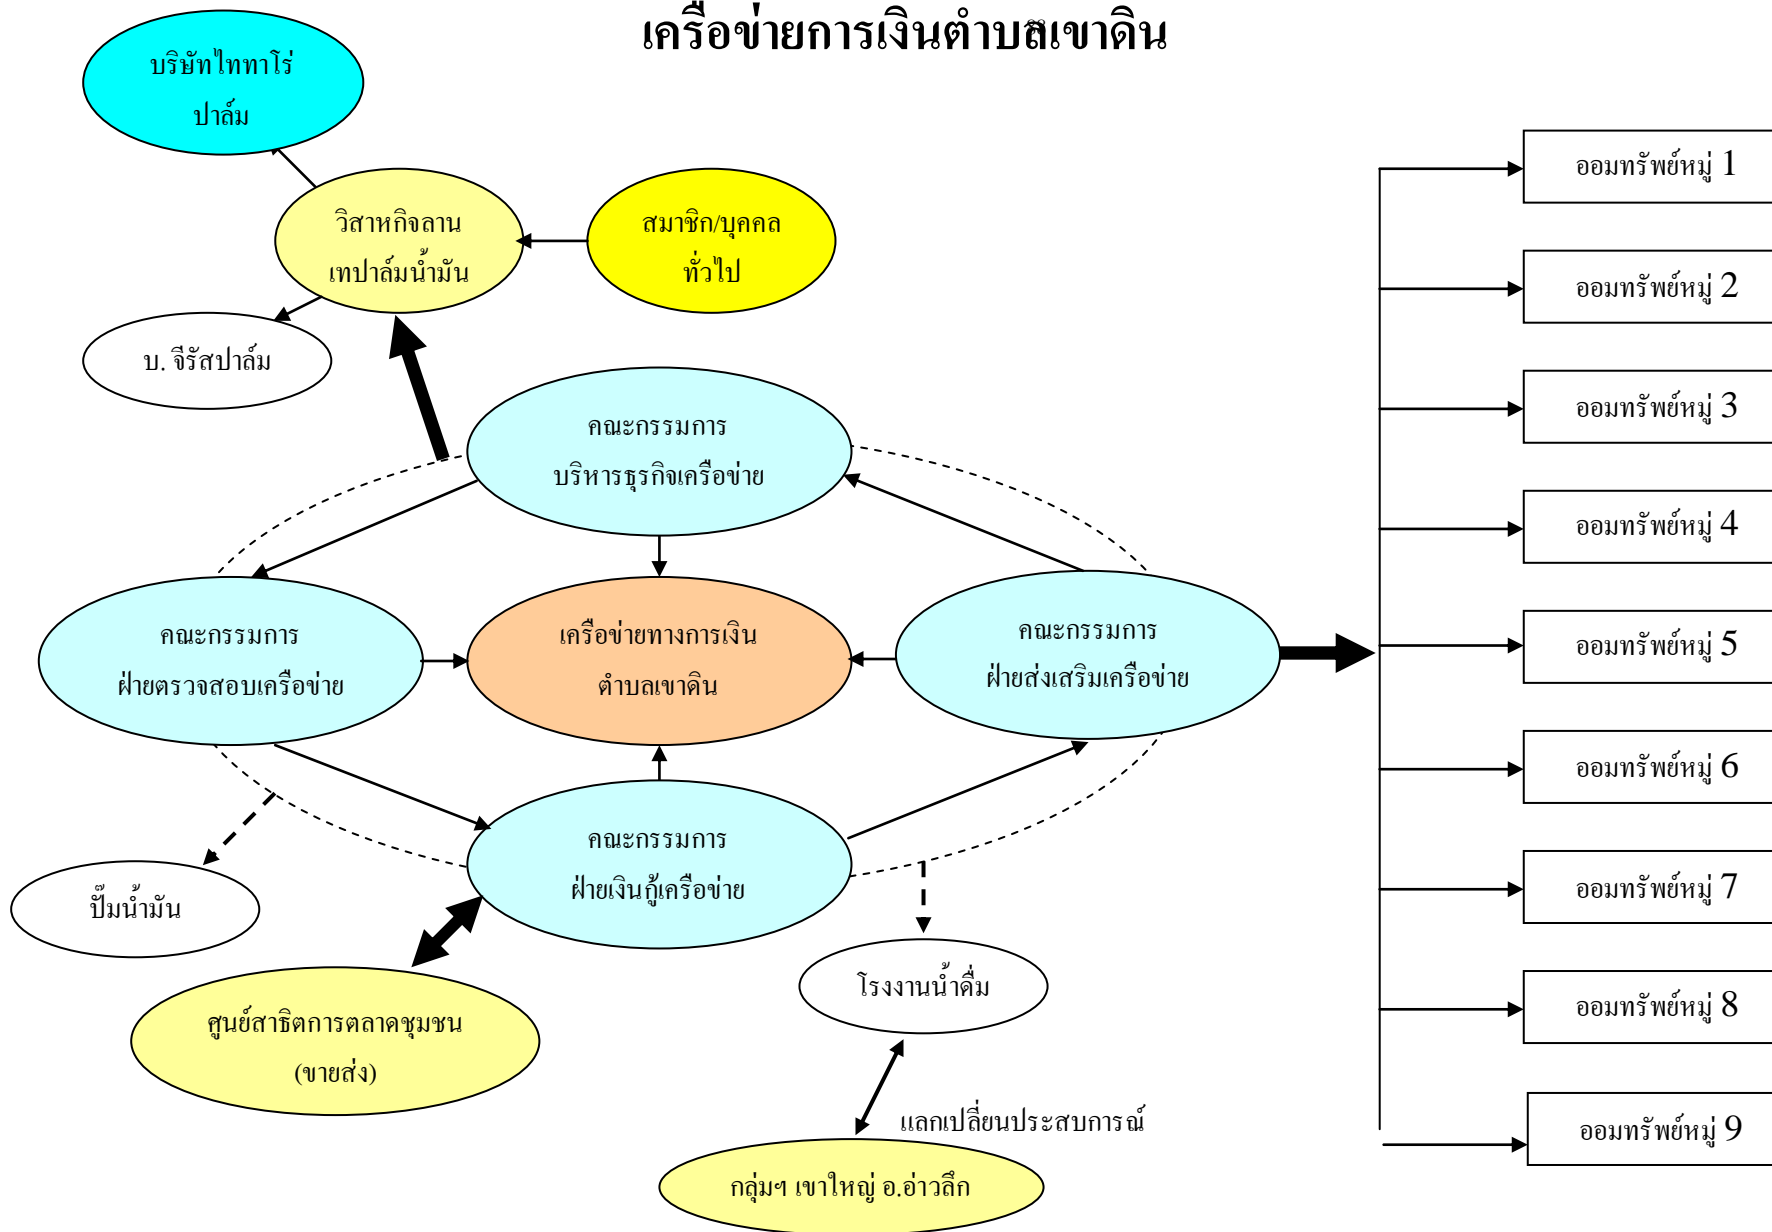 เครือข่ายการเงินตำบลเขาดิน
บริษัทไททาโร่
ปาล์ม
วิสาหกิจลาน
เทปาล์มน้ำมัน
สมาชิก/บุคคล
ทั่วไป
บ. จีรัสปาล์ม
คณะกรรมการ
บริหารธุรกิจเครือข่าย
คณะกรรมการ
ฝ่ายตรวจสอบเครือข่าย
เครือข่ายทางการเงิน
ตำบลเขาดิน
คณะกรรมการ
ฝ่ายส่งเสริมเครือข่าย
คณะกรรมการ
ฝ่ายเงินกู้เครือข่าย
ปั๊มน้ำมัน
โรงงานน้ำดื่ม
ศูนย์สาธิตการตลาดชุมชน
(ขายส่ง)
แลกเปลี่ยนประสบการณ์
กลุ่มฯ เขาใหญ่ อ.อ่าวลึก
ออมทรัพย์หมู่ 1
ออมทรัพย์หมู่ 2
ออมทรัพย์หมู่ 3
ออมทรัพย์หมู่ 4
ออมทรัพย์หมู่ 5
ออมทรัพย์หมู่ 6
ออมทรัพย์หมู่ 7
ออมทรัพย์หมู่ 8
ออมทรัพย์หมู่ 9